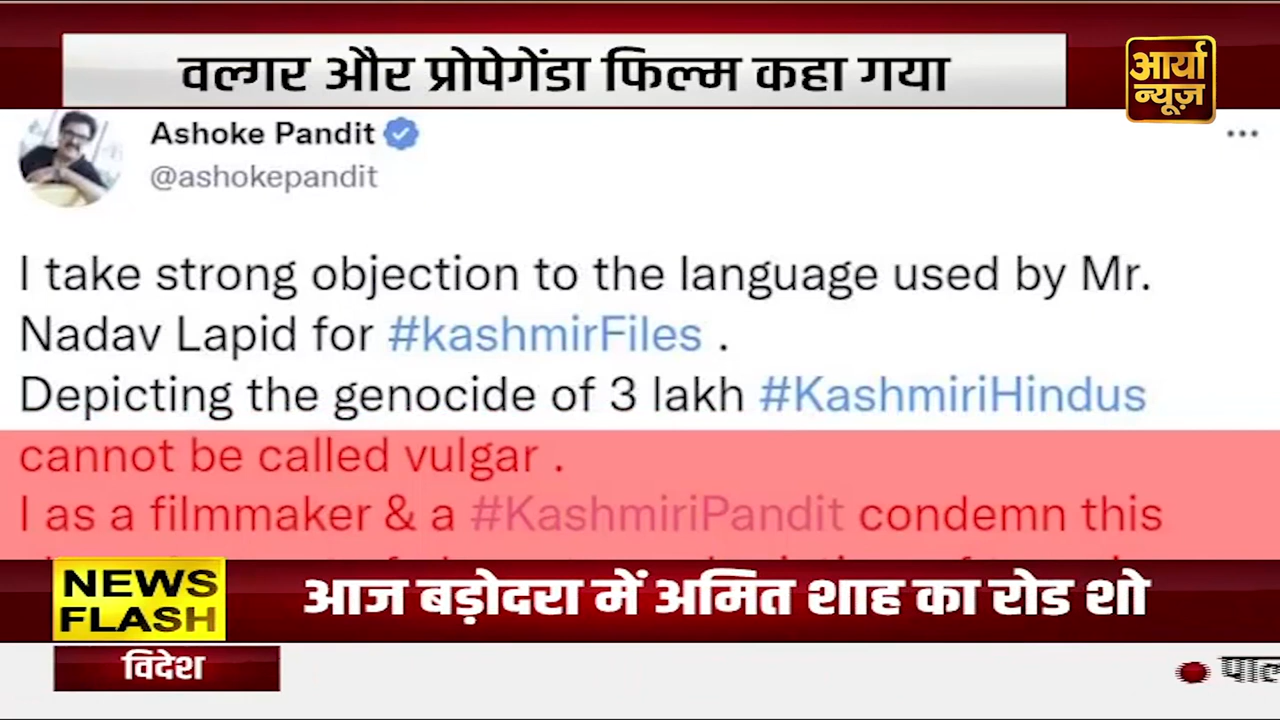 वल्गर और प्रोपेगेंडा फिल्म कहा गया
आर्या
न्यूज़
Ashoke Pandit
@ashokepandit
I take strong objection to the language used by Mr.
Nadav Lapid for #kashmirFiles .
Depicting the genocide of 3 lakh #KashmiriHindus
cannot be called vulgar .
I as a filmmaker & a #KashmiriPandit condemn this
NEWS
FLASH
आज बड़ोदरा में अमित शाह का रोड शो
विदेश